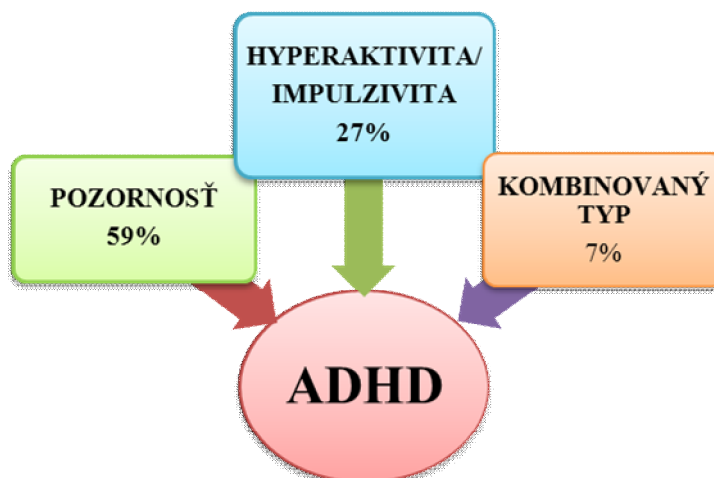 HYPERAKTIVITA/
IMPULZIVITA
27%
POZORNOSŤ
59%
KOMBINOVANÝ
TYP
7%
ADHD